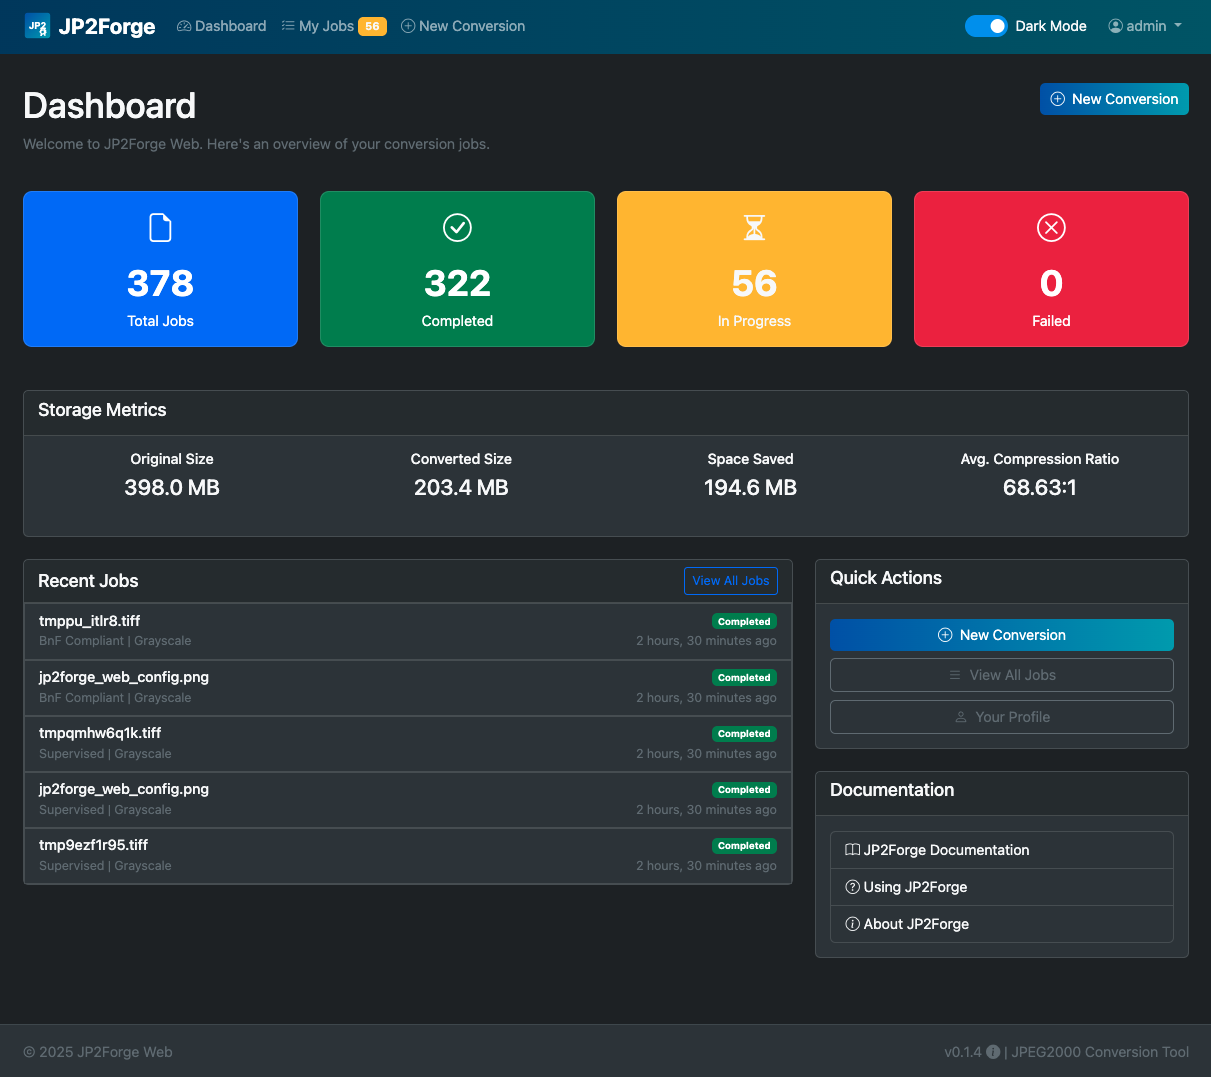 JP2 JP2Forge Dashboard My Jobs 56 New Conversion Dark Mode admin
Dashboard
New Conversion
Welcome to JP2Forge Web. Here's an overview of your conversion jobs.
378
Total Jobs
322
Completed
56
In Progress
0
Failed
Storage Metrics
Original Size
398.0 MB
Converted Size
203.4 MB
Space Saved
194.6 MB
Avg. Compression Ratio
68.63:1
Recent Jobs View All Jobs
tmppu_itlr8.tiff Completed
BnF Compliant | Grayscale 2 hours, 30 minutes ago
jp2forge_web_config.png Completed
BnF Compliant | Grayscale 2 hours, 30 minutes ago
tmpqmhw6q1k.tiff Completed
Supervised | Grayscale 2 hours, 30 minutes ago
jp2forge_web_config.png Completed
Supervised | Grayscale 2 hours, 30 minutes ago
tmp9ezf1r95.tiff Completed
Supervised | Grayscale 2 hours, 30 minutes ago
Quick Actions
New Conversion
View All Jobs
Your Profile
Documentation
JP2Forge Documentation
Using JP2Forge
About JP2Forge
© 2025 JP2Forge Web v0.1.4 | JPEG2000 Conversion Tool